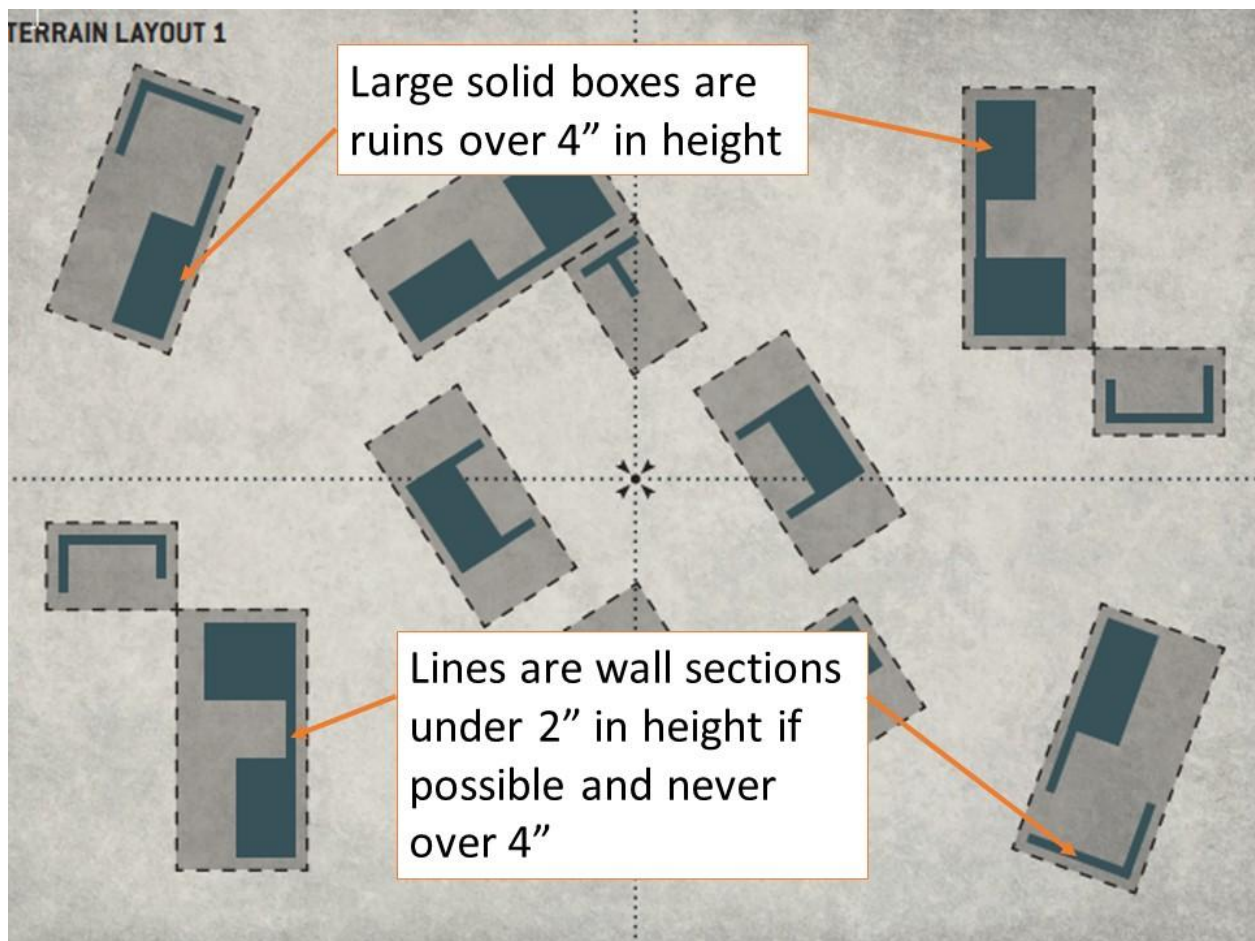 TERRAIN LAYOUT 1
Large solid boxes are
ruins over 4” in height
Lines are wall sections
under 2” in height if
possible and never
over 4”